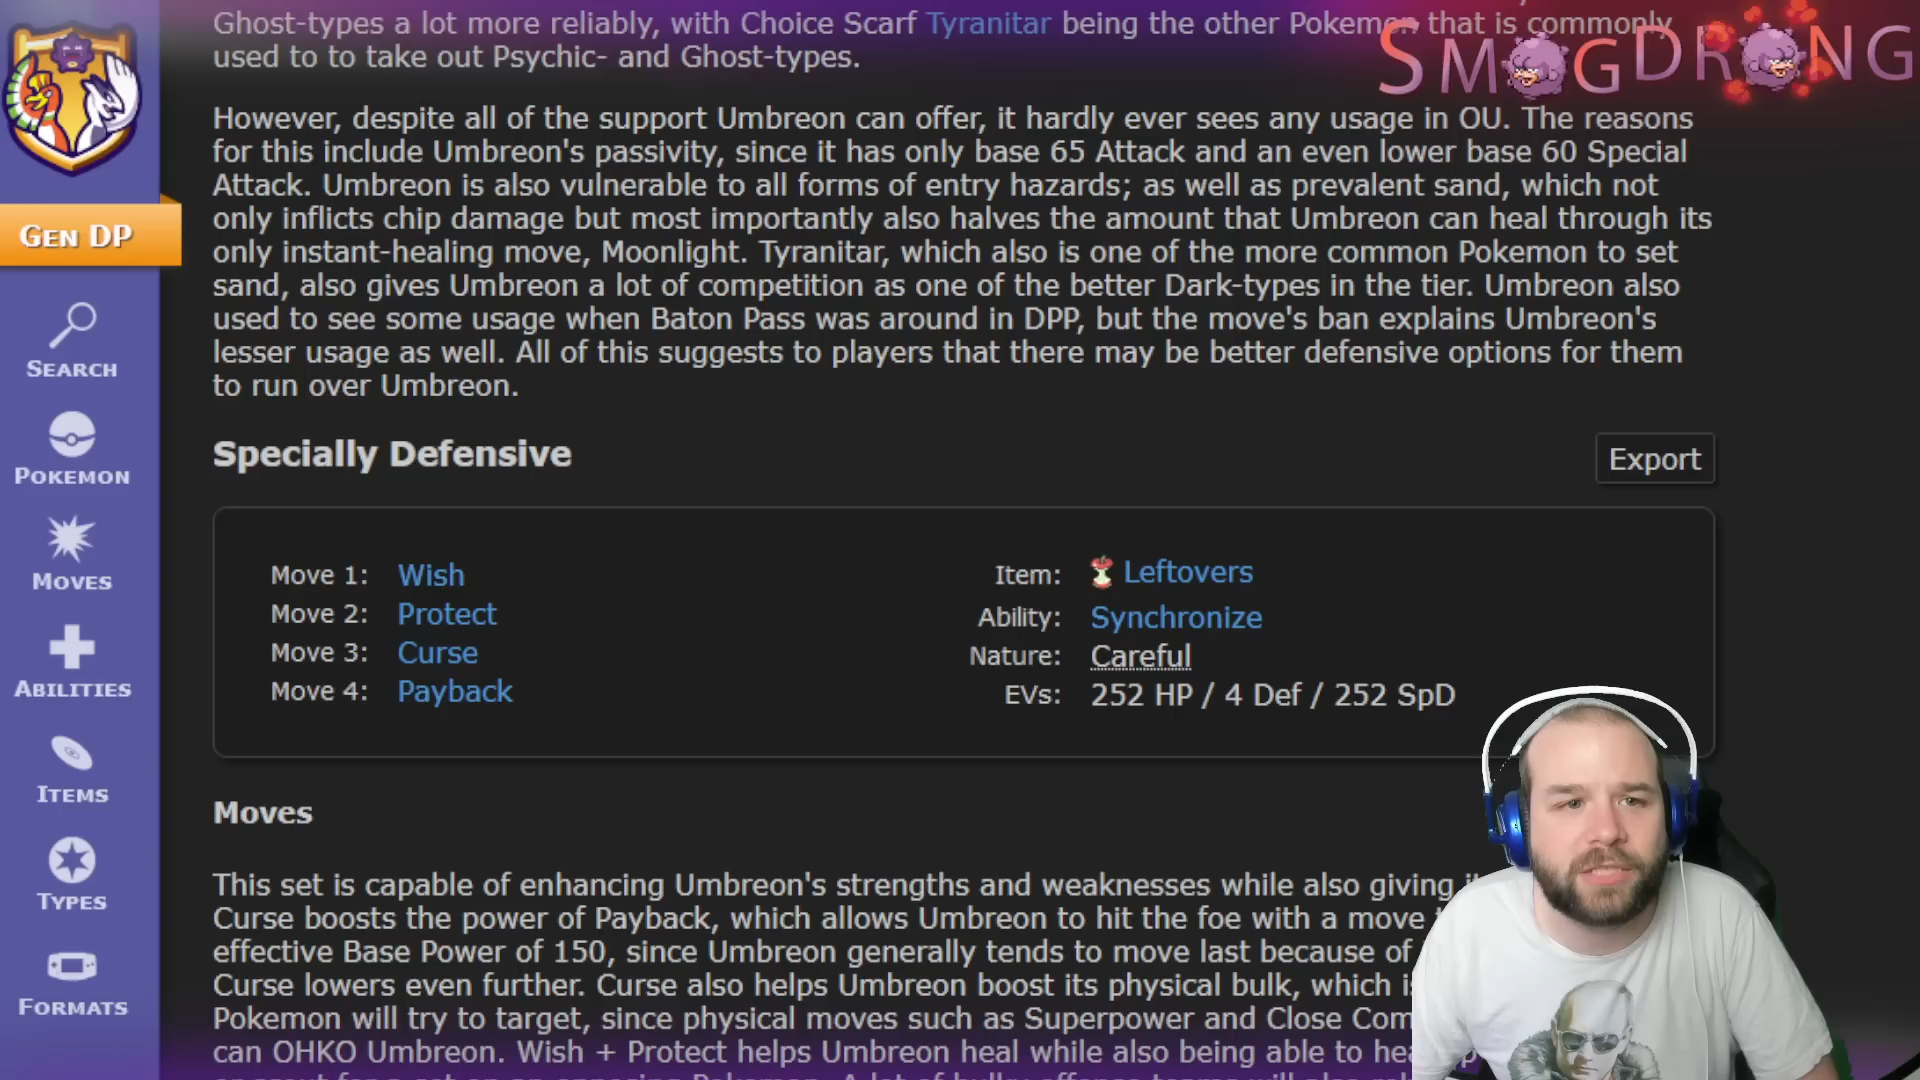 Ghost-types a lot more reliably, with Choice Scarf Tyranitar being the other Pokemon that is commonly
used to to take out Psychic- and Ghost-types.
SMOGDRONG
However, despite all of the support Umbreon can offer, it hardly ever sees any usage in OU. The reasons
for this include Umbreon's passivity, since it has only base 65 Attack and an even lower base 60 Special
Attack. Umbreon is also vulnerable to all forms of entry hazards; as well as prevalent sand, which not
only inflicts chip damage but most importantly also halves the amount that Umbreon can heal through its
only instant-healing move, Moonlight. Tyranitar, which also is one of the more common Pokemon to set
sand, also gives Umbreon a lot of competition as one of the better Dark-types in the tier. Umbreon also
used to see some usage when Baton Pass was around in DPP, but the move's ban explains Umbreon's
lesser usage as well. All of this suggests to players that there may be better defensive options for them
to run over Umbreon.
GEN DP
SEARCH
POKEMON
MOVES
ABILITIES
ITEMS
TYPES
FORMATS
Specially Defensive
Export
Move 1: Wish
Move 2: Protect
Move 3: Curse
Move 4: Payback
Item: Leftovers
Ability: Synchronize
Nature: Careful
EVs: 252 HP / 4 Def / 252 SpD
Moves
This set is capable of enhancing Umbreon's strengths and weaknesses while also giving
Curse boosts the power of Payback, which allows Umbreon to hit the foe with a move
effective Base Power of 150, since Umbreon generally tends to move last because of
Curse lowers even further. Curse also helps Umbreon boost its physical bulk, which
Pokemon will try to target, since physical moves such as Superpower and Close Com
can OHKO Umbreon. Wish + Protect helps Umbreon heal while also being able to